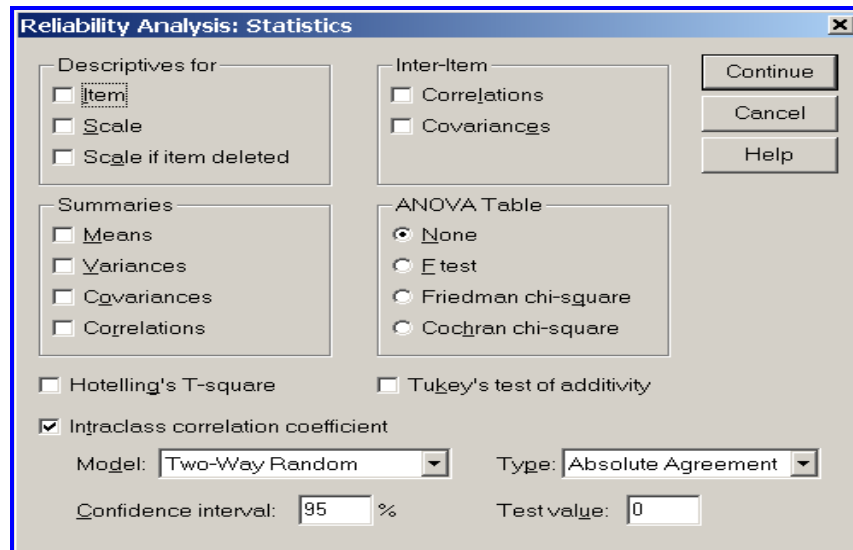 Reliability Analysis: Statistics
Descriptives for
Item
Scale
Scale if item deleted
Inter-Item
Correlations
Covariances
Continue
Cancel
Help
Summaries
Means
Variances
Covariances
Correlations
ANOVA Table
None
F test
Friedman chi-square
Cochran chi-square
Hotelling's T-square
Tukey's test of additivity
Intraclass correlation coefficient
Model: Two-Way Random
Type: Absolute Agreement
Confidence interval: 95 %
Test value: 0